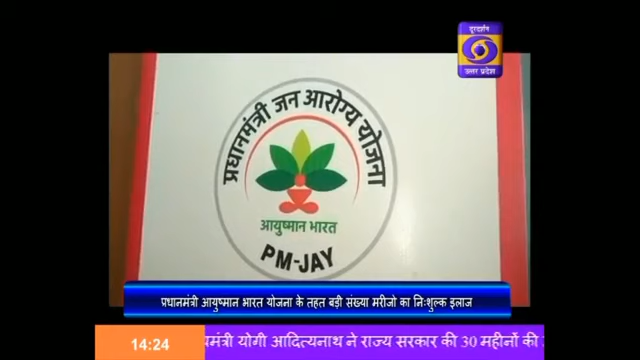 दूरदर्शन
उत्तर प्रदेश
प्रधानमंत्री जन आरोग्य योजना
आयुष्मान भारत
PM-JAY
प्रधानमंत्री आयुष्मान भारत योजना के तहत बड़ी संख्या मरीजो का निःशुल्क इलाज
14:24
मंत्री योगी आदित्यनाथ ने राज्य सरकार की 30 महीनों की